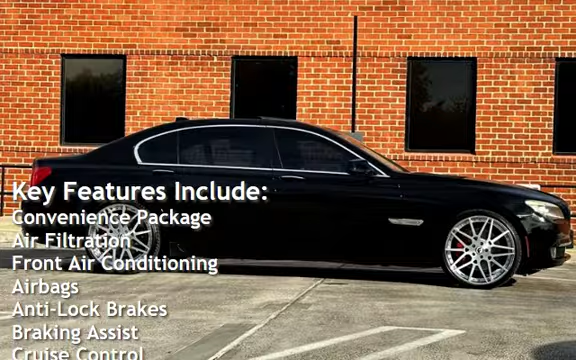 Key Features Include:
Convenience Package
Air Filtration
Front Air Conditioning
Airbags
Anti-Lock Brakes
Braking Assist
Cruise Control